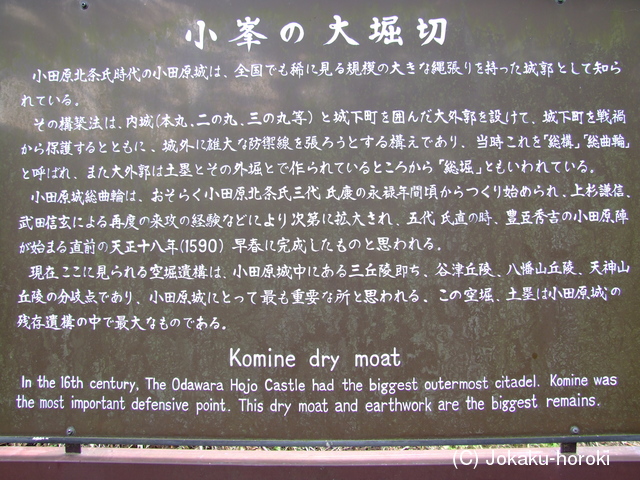 小峯の大堀切
小田原北条氏時代の小田原城は、全国でも稀に見る規模の大きな縄張りを持った城郭として知ら
れている。
その構築法は、内城(本丸、二の丸、三の丸等)と城下町を囲んだ大外郭を設けて、城下町を戦禍
から保護するとともに、城外に雄大な防禦線を張ろうとする構えであり、当時これを「総構」「総曲輪」
と呼ばれ、また大外郭は土塁とその外堀とで作られているところから「総堀」ともいわれている。
小田原城総曲輪は、おそらく小田原北条氏三代 氏康の永禄年間頃からつくり始められ、上杉謙信、
武田信玄による再度の来攻の経験などにより次第に拡大され、五代 氏直の時、豊臣秀吉の小田原陣
が始まる直前の天正十八年(1590) 早春に完成したものと思われる。
現在ここに見られる空堀遺構は、小田原城中にある三丘陵即ち、谷津丘陵、八幡山丘陵、天神山
丘陵の分岐点であり、小田原城にとって最も重要な所と思われる、この空堀、土塁は小田原城の
残存遺構の中で最大なものである。
Komine dry moat
In the 16th century, The Odawara Hojo Castle had the biggest outermost citadel. Komine was
the most important defensive point. This dry moat and earthwork are the biggest remains.
(C) Jokaku-horoki